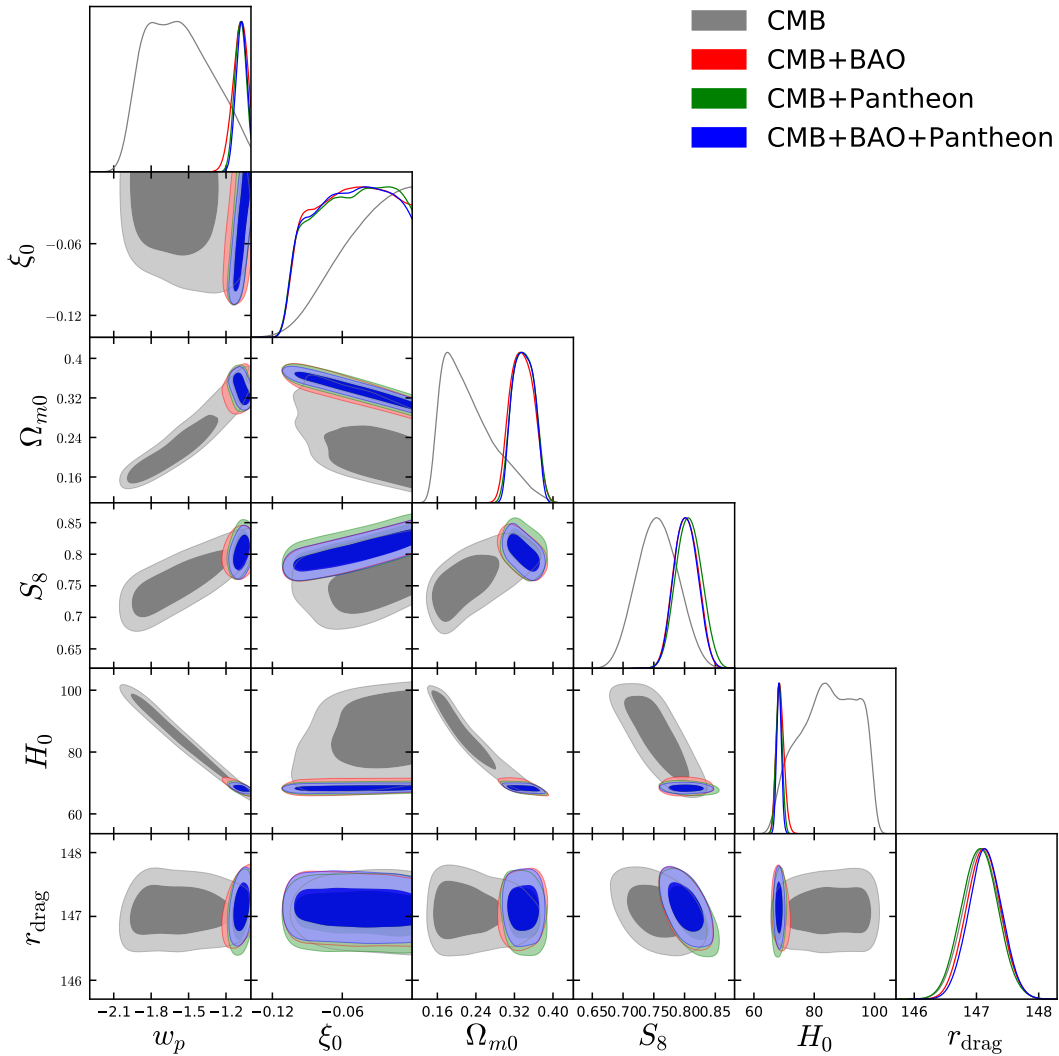 CMB
CMB+BAO
CMB+Pantheon
CMB+BAO+Pantheon
ξ₀
−0.06
−0.12
Ωₘ₀
0.4
0.32
0.24
0.16
S₈
0.85
0.8
0.75
0.7
0.65
H₀
100
80
60
r_drag
148
147
146
−2.1 −1.8 −1.5 −1.2
−0.12 −0.06
0.16 0.24 0.32 0.40
0.65 0.70 0.75 0.80 0.85
60 80 100
146 147 148
w_p ξ₀ Ωₘ₀ S₈ H₀ r_drag